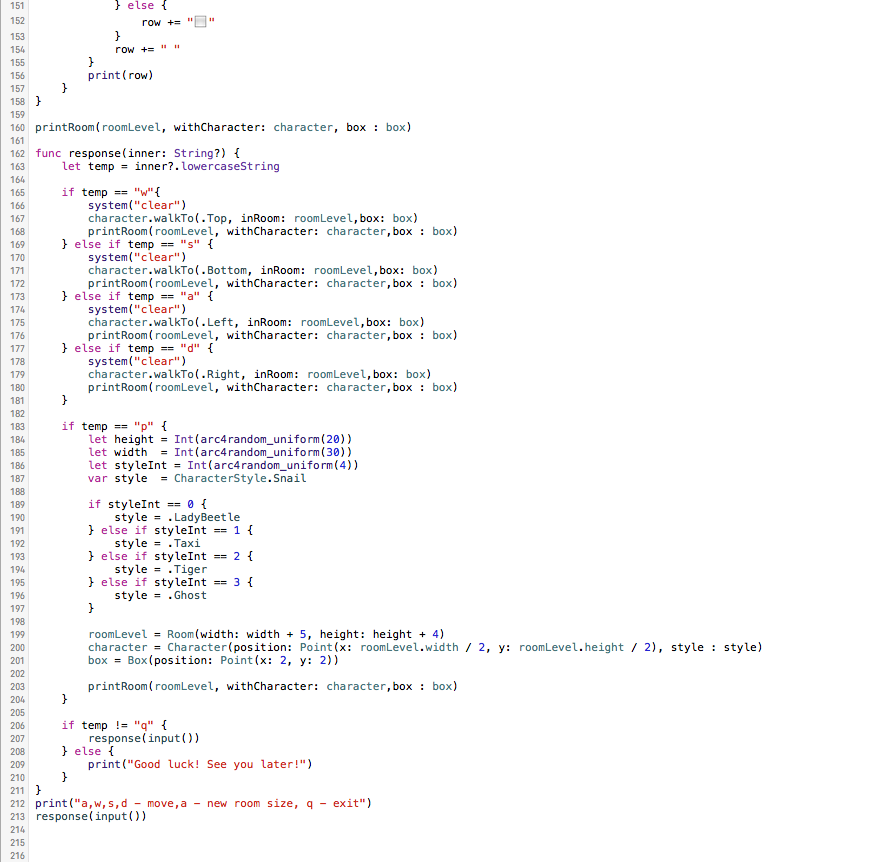 151             } else {
152                 row += "⬜️"
153             }
154             row += " "
155         }
156         print(row)
157     }
158 }
159
160 printRoom(roomLevel, withCharacter: character, box : box)
161
162 func response(inner: String?) {
163     let temp = inner?.lowercaseString
164
165     if temp == "w"{
166         system("clear")
167         character.walkTo(.Top, inRoom: roomLevel,box: box)
168         printRoom(roomLevel, withCharacter: character,box : box)
169     } else if temp == "s" {
170         system("clear")
171         character.walkTo(.Bottom, inRoom: roomLevel,box: box)
172         printRoom(roomLevel, withCharacter: character,box : box)
173     } else if temp == "a" {
174         system("clear")
175         character.walkTo(.Left, inRoom: roomLevel,box: box)
176         printRoom(roomLevel, withCharacter: character,box : box)
177     } else if temp == "d" {
178         system("clear")
179         character.walkTo(.Right, inRoom: roomLevel,box: box)
180         printRoom(roomLevel, withCharacter: character,box : box)
181     }
182
183     if temp == "p" {
184         let height = Int(arc4random_uniform(20))
185         let width  = Int(arc4random_uniform(30))
186         let styleInt = Int(arc4random_uniform(4))
187         var style  = CharacterStyle.Snail
188
189         if styleInt == 0 {
190             style = .LadyBeetle
191         } else if styleInt == 1 {
192             style = .Taxi
193         } else if styleInt == 2 {
194             style = .Tiger
195         } else if styleInt == 3 {
196             style = .Ghost
197         }
198
199         roomLevel = Room(width: width + 5, height: height + 4)
200         character = Character(position: Point(x: roomLevel.width / 2, y: roomLevel.height / 2), style : style)
201         box = Box(position: Point(x: 2, y: 2))
202
203         printRoom(roomLevel, withCharacter: character,box : box)
204     }
205
206     if temp != "q" {
207         response(input())
208     } else {
209         print("Good luck! See you later!")
210     }
211 }
212 print("a,w,s,d – move,a – new room size, q – exit")
213 response(input())
214
215
216